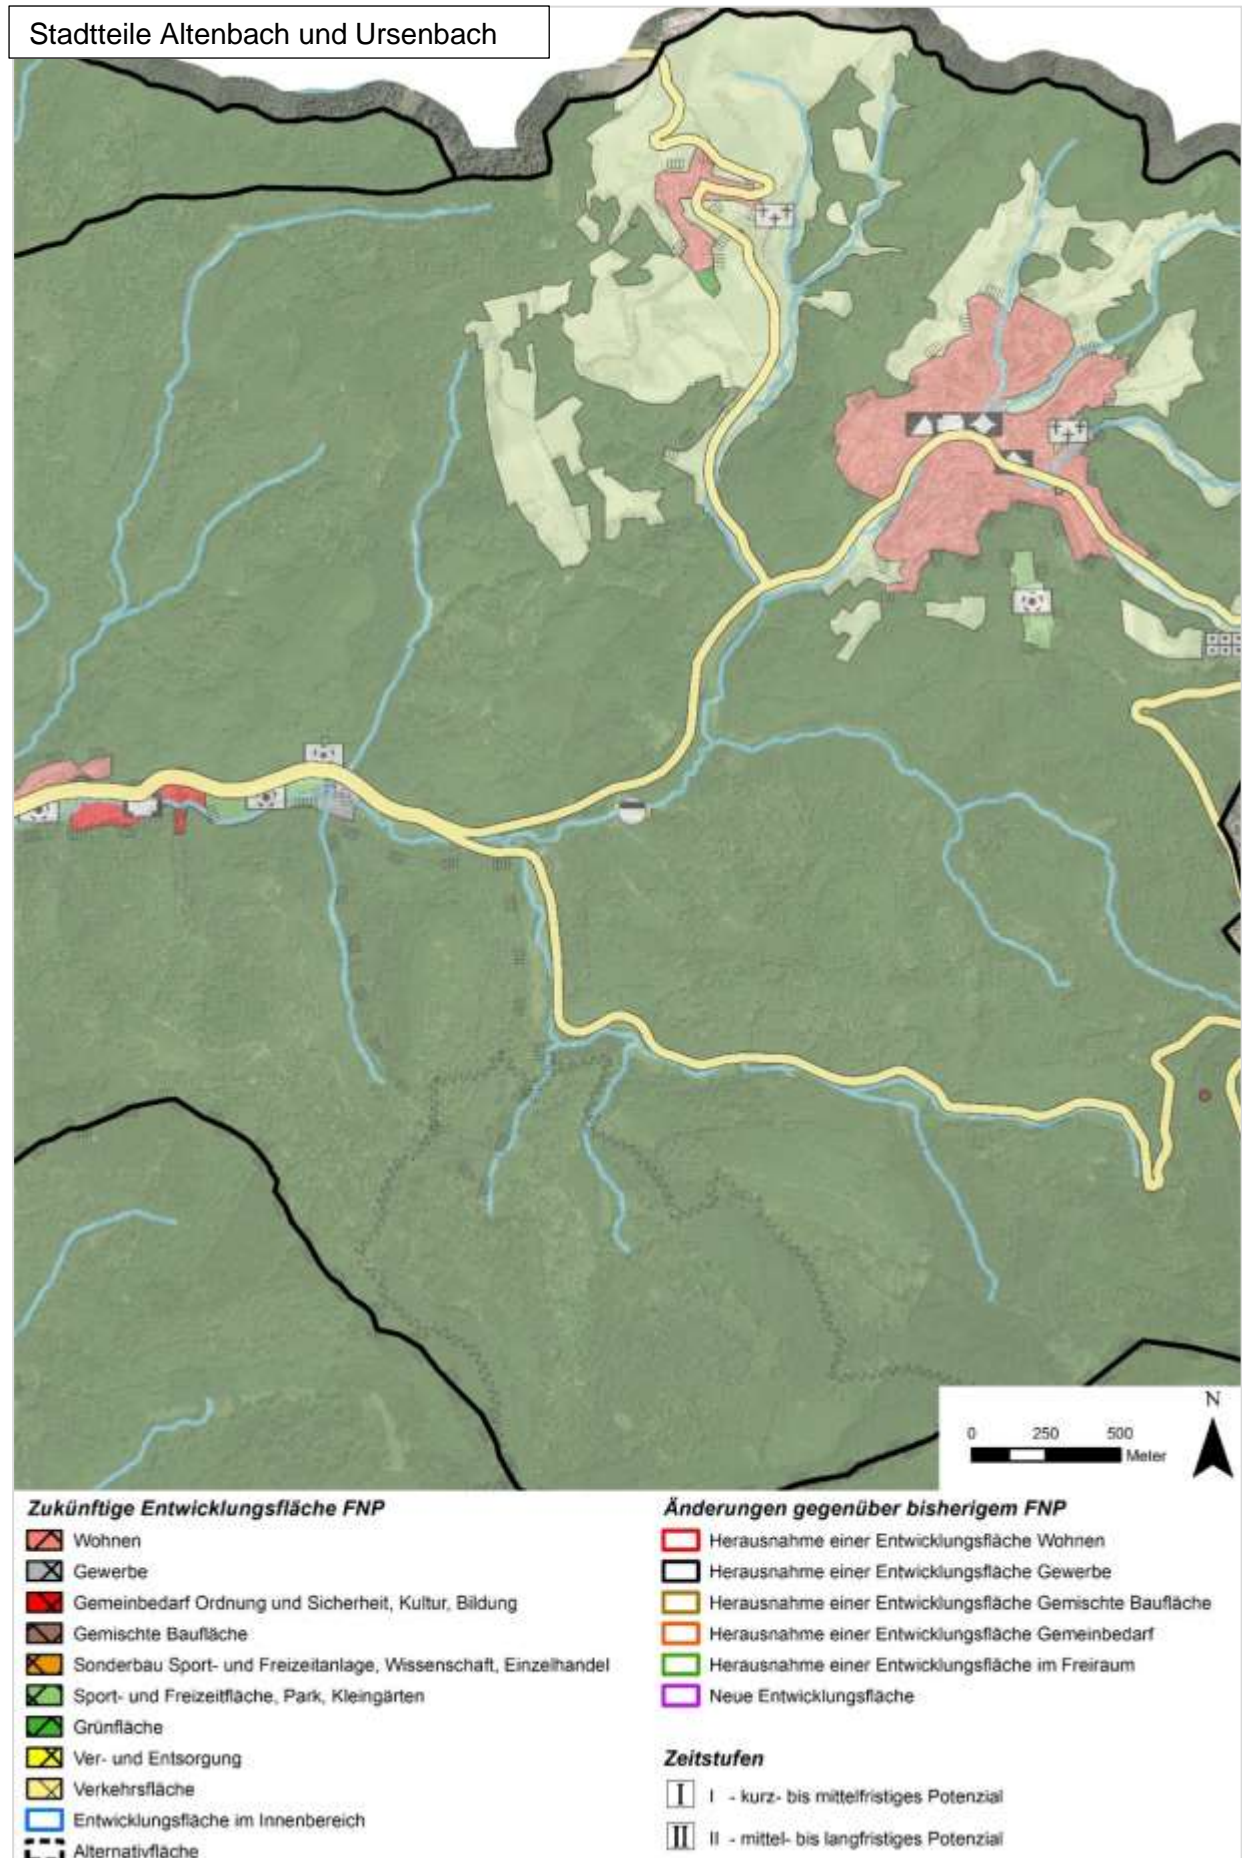 Stadtteile Altenbach und Ursenbach
N
0 250 500
Meter
Zukünftige Entwicklungsfläche FNP
Wohnen
Gewerbe
Gemeinbedarf Ordnung und Sicherheit, Kultur, Bildung
Gemischte Baufläche
Sonderbau Sport- und Freizeitanlage, Wissenschaft, Einzelhandel
Sport- und Freizeitfläche, Park, Kleingärten
Grünfläche
Ver- und Entsorgung
Verkehrsfläche
Entwicklungsfläche im Innenbereich
Alternativfläche
Änderungen gegenüber bisherigem FNP
Herausnahme einer Entwicklungsfläche Wohnen
Herausnahme einer Entwicklungsfläche Gewerbe
Herausnahme einer Entwicklungsfläche Gemischte Baufläche
Herausnahme einer Entwicklungsfläche Gemeinbedarf
Herausnahme einer Entwicklungsfläche im Freiraum
Neue Entwicklungsfläche
Zeitstufen
I I - kurz- bis mittelfristiges Potenzial
II II - mittel- bis langfristiges Potenzial